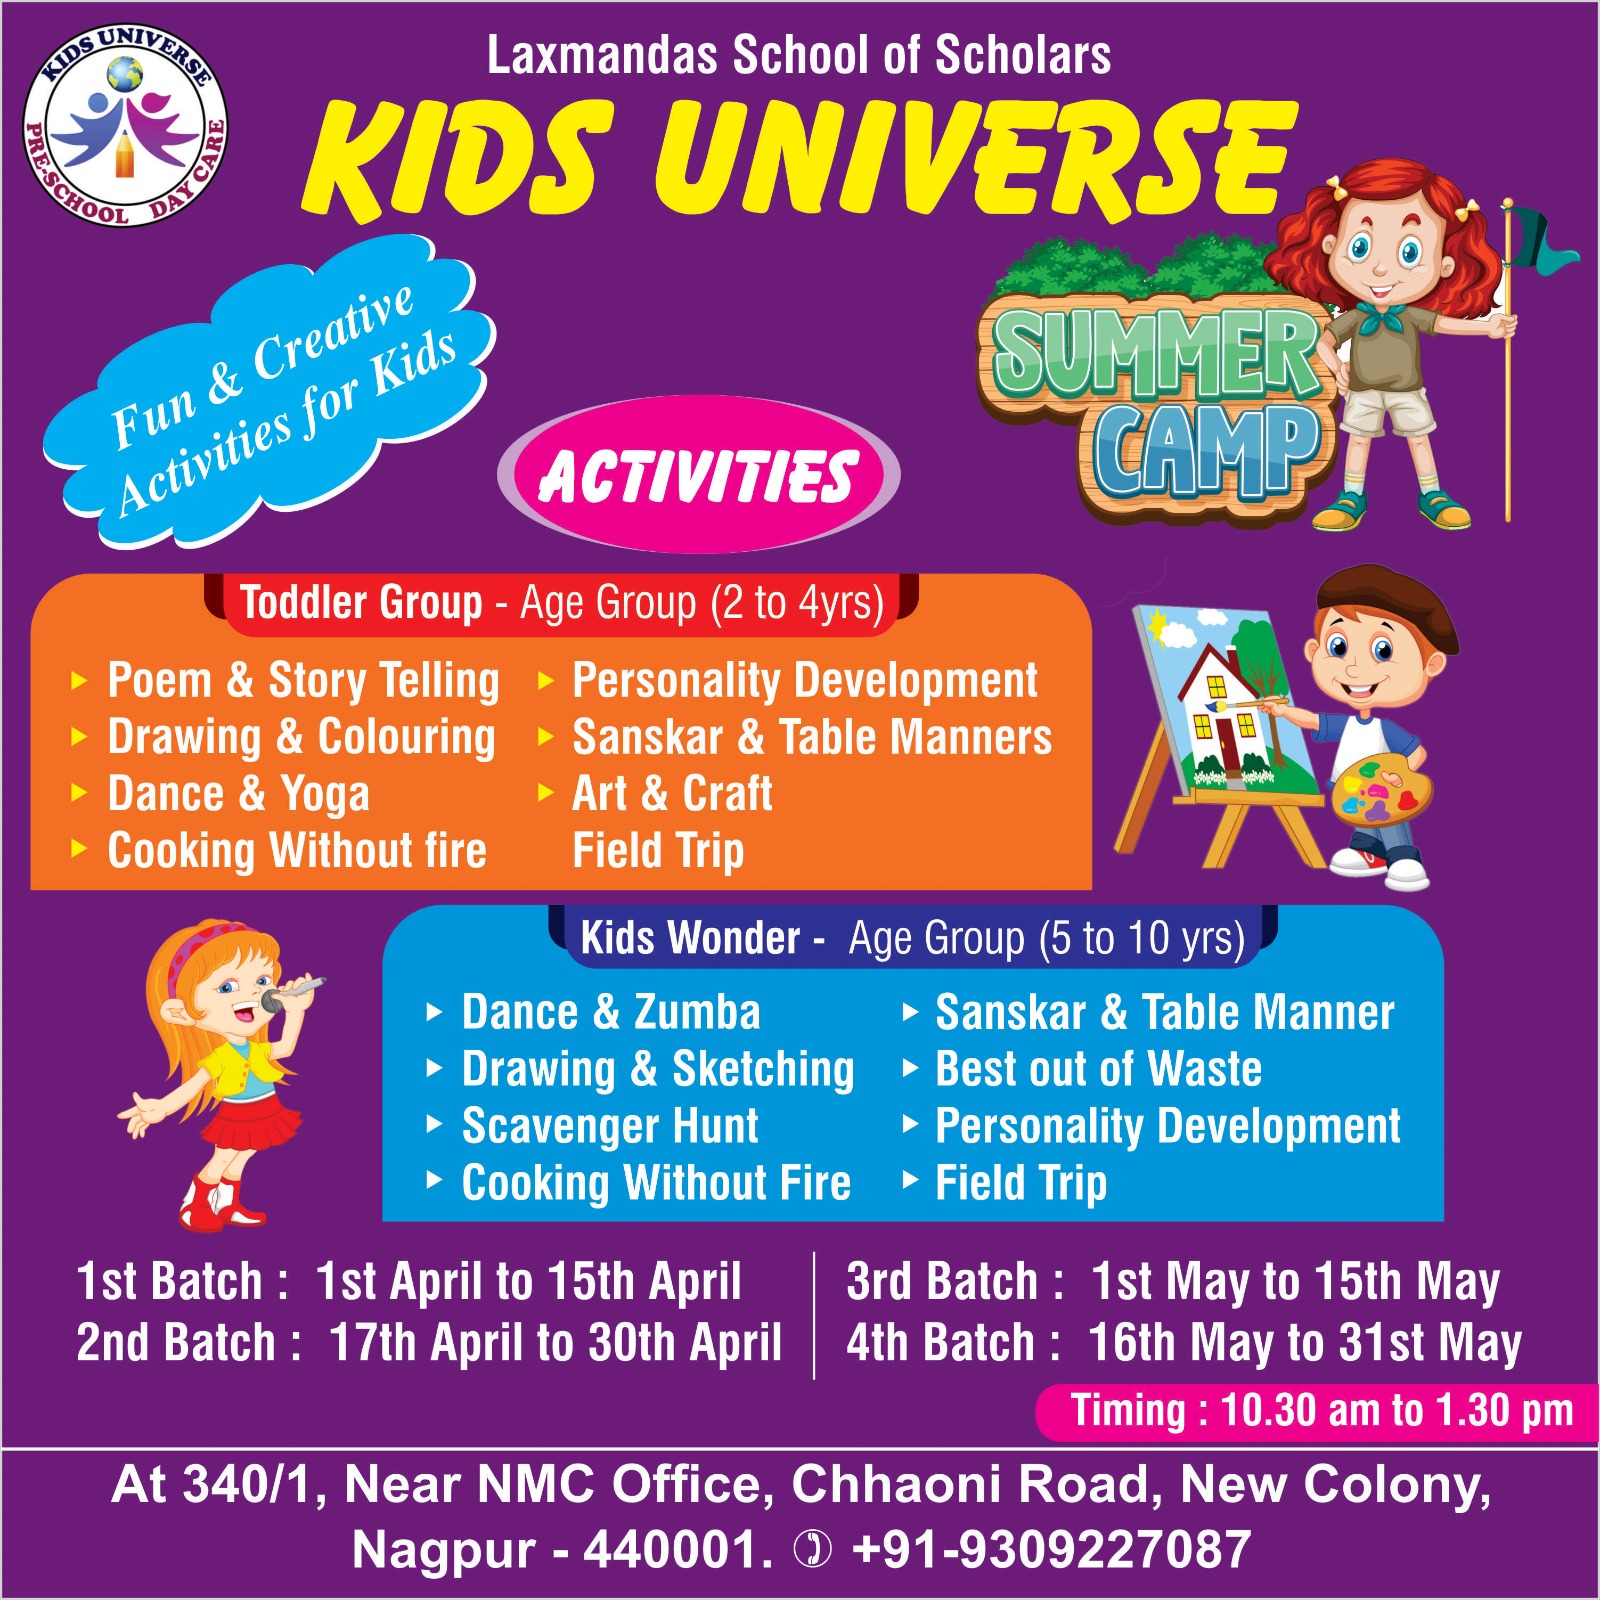 KIDS UNIVERSE
PRE-SCHOOL DAY CARE
Laxmandas School of Scholars
KIDS UNIVERSE
Fun & Creative
Activities for Kids
SUMMER
CAMP
ACTIVITIES
Toddler Group - Age Group (2 to 4yrs)
Poem & Story Telling
Drawing & Colouring
Dance & Yoga
Cooking Without fire
Personality Development
Sanskar & Table Manners
Art & Craft
Field Trip
Kids Wonder - Age Group (5 to 10 yrs)
Dance & Zumba
Drawing & Sketching
Scavenger Hunt
Cooking Without Fire
Sanskar & Table Manner
Best out of Waste
Personality Development
Field Trip
1st Batch : 1st April to 15th April
2nd Batch : 17th April to 30th April
3rd Batch : 1st May to 15th May
4th Batch : 16th May to 31st May
Timing : 10.30 am to 1.30 pm
At 340/1, Near NMC Office, Chhaoni Road, New Colony,
Nagpur - 440001. ✆ +91-9309227087